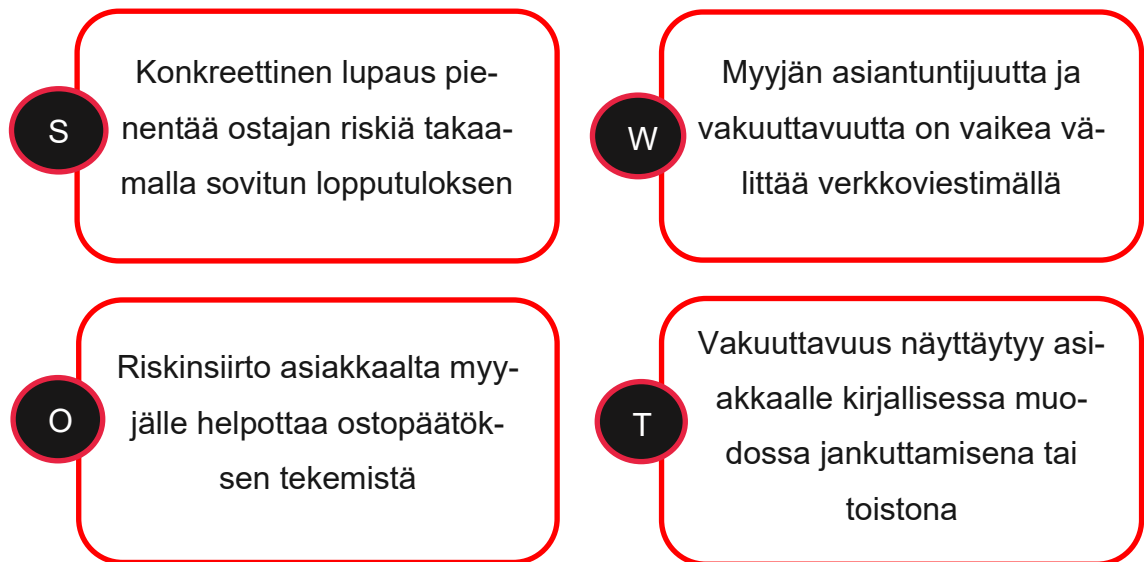 S
Konkreettinen lupaus pie-
nentää ostajan riskiä takaa-
malla sovitun lopputuloksen
W
Myyjän asiantuntijuutta ja
vakuuttavuutta on vaikea vä-
littää verkkoviestimällä
O
Riskinsiirto asiakkaalta myy-
jälle helpottaa ostopäätök-
sen tekemistä
T
Vakuuttavuus näyttäytyy asi-
akkaalle kirjallisessa muo-
dossa jankuttamisena tai
toistona